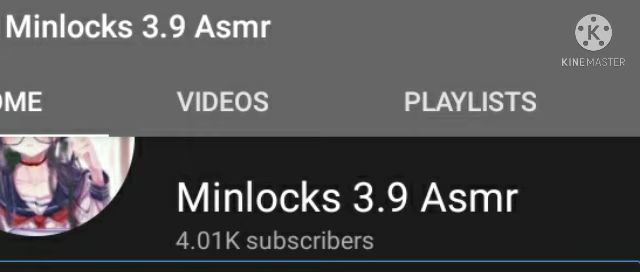 Minlocks 3.9 Asmr
KINEMASTER
OME
VIDEOS
PLAYLISTS
Minlocks 3.9 Asmr
4.01K subscribers